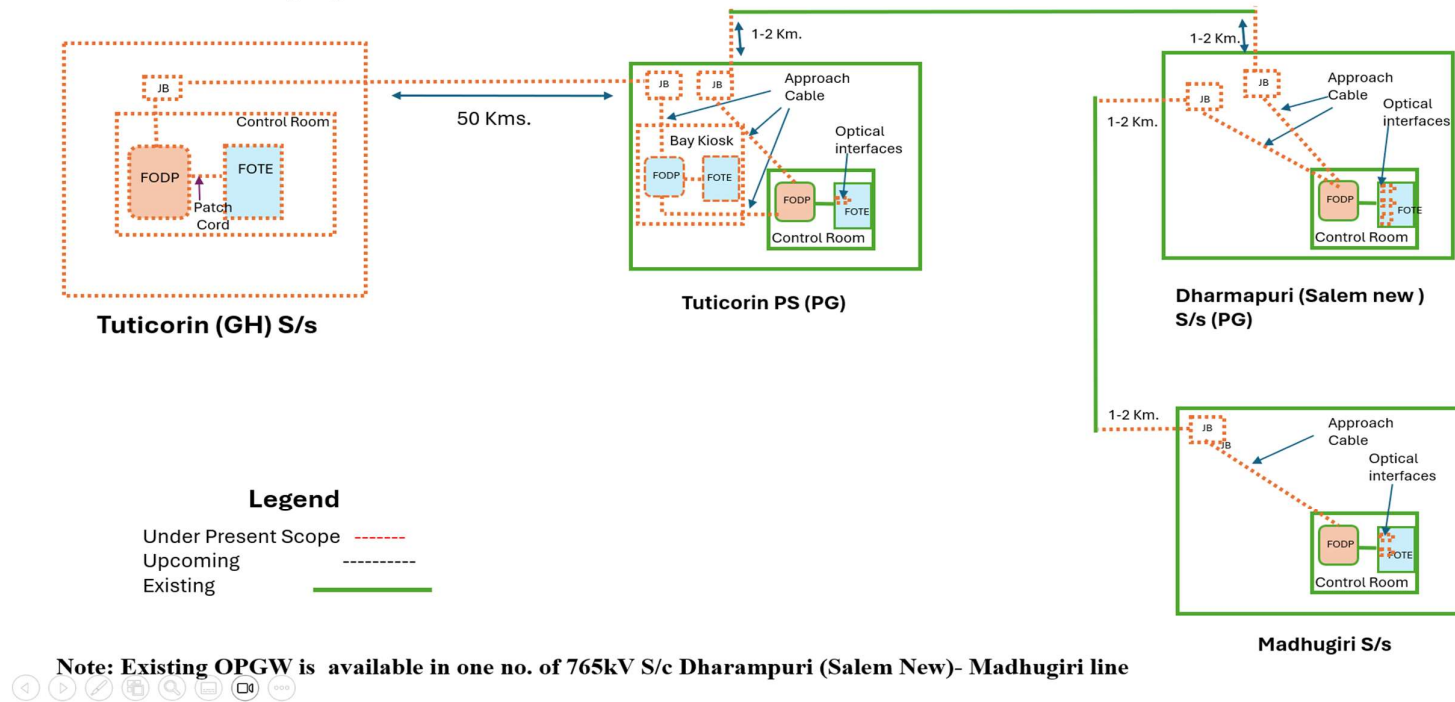 1-2 Km.
1-2 Km.
JB
Control Room
FODP
FOTE
Patch
Cord
Tuticorin (GH) S/s
50 Kms.
JB
JB
Approach
Cable
Bay Kiosk
FODP
FOTE
Optical
interfaces
FODP
FOTE
Control Room
Tuticorin PS (PG)
1-2 Km.
JB
JB
Approach
Cable
Optical
interfaces
FODP
FOTE
Control Room
Dharmapuri (Salem new )
S/s (PG)
1-2 Km.
JB
JB
Approach
Cable
Optical
interfaces
FODP
FOTE
Control Room
Madhugiri S/s
Legend
Under Present Scope
Upcoming
Existing
Note: Existing OPGW is available in one no. of 765kV S/c Dharampuri (Salem New)- Madhugiri line